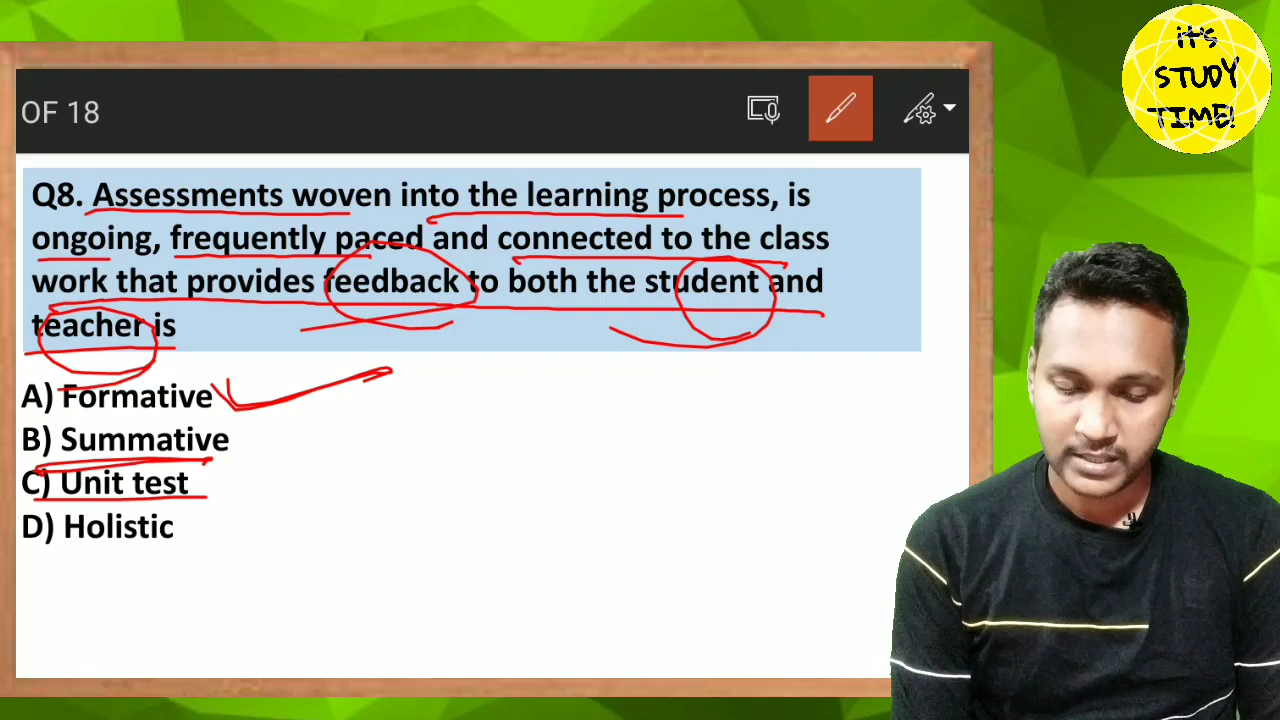 OF 18
IT'S
STUDY
TIME!
Q8. Assessments woven into the learning process, is
ongoing, frequently paced and connected to the class
work that provides feedback to both the student and
teacher is
A) Formative
B) Summative
C) Unit test
D) Holistic